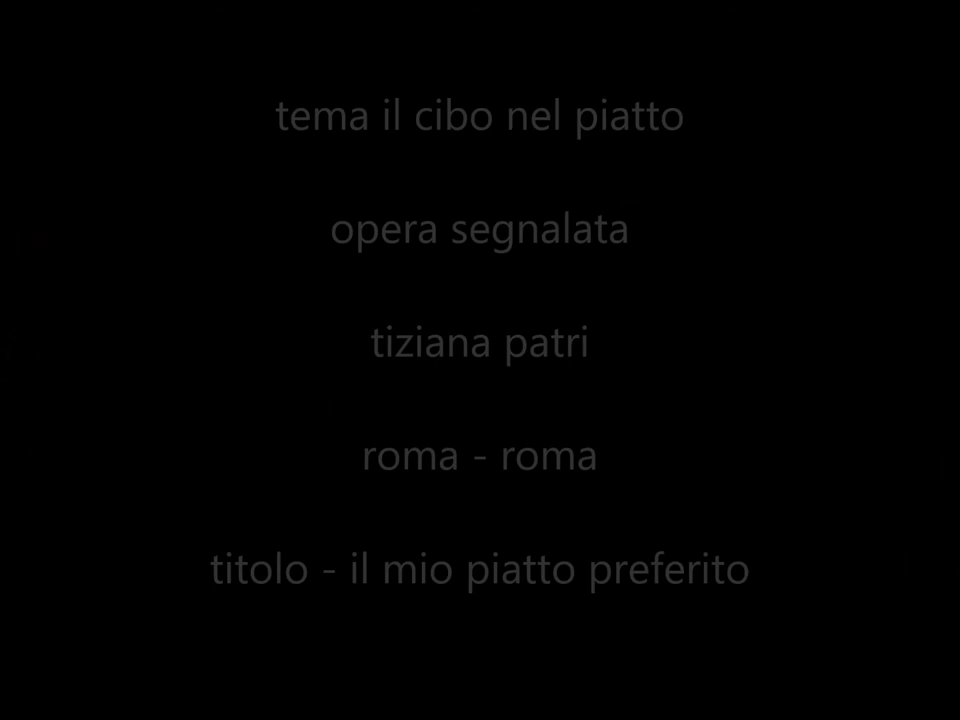 tema il cibo nel piatto
opera segnalata
tiziana patri
roma - roma
titolo - il mio piatto preferito